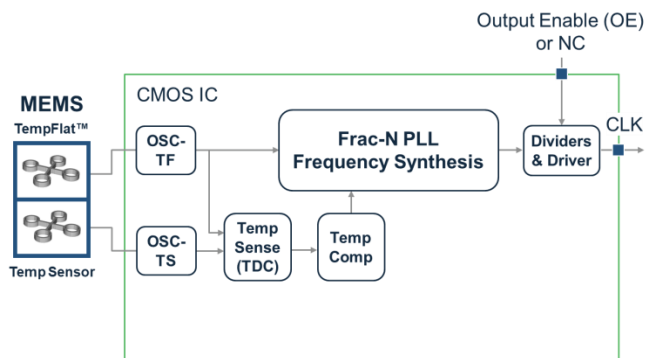 Output Enable (OE)
or NC
MEMS
TempFlat™
CMOS IC
CLK
OSC-
TF
Frac-N PLL
Frequency Synthesis
Dividers
& Driver
OSC-
TS
Temp
Sense
(TDC)
Temp
Comp
Temp Sensor